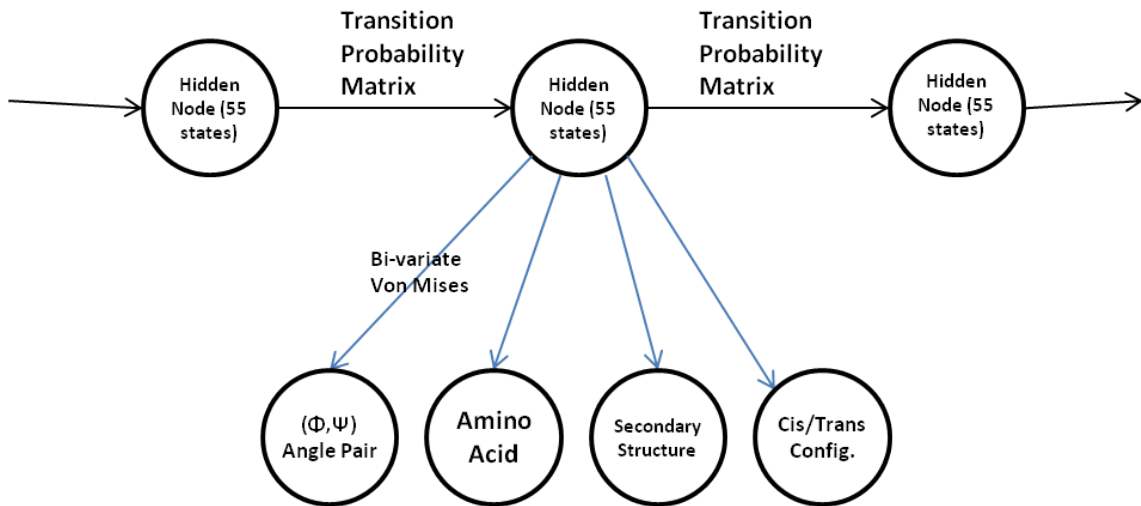 Transition
Probability
Matrix
Transition
Probability
Matrix
Hidden
Node (55
states)
Hidden
Node (55
states)
Hidden
Node (55
states)
Bi-variate
Von Mises
(Φ,Ψ)
Angle Pair
Amino
Acid
Secondary
Structure
Cis/Trans
Config.